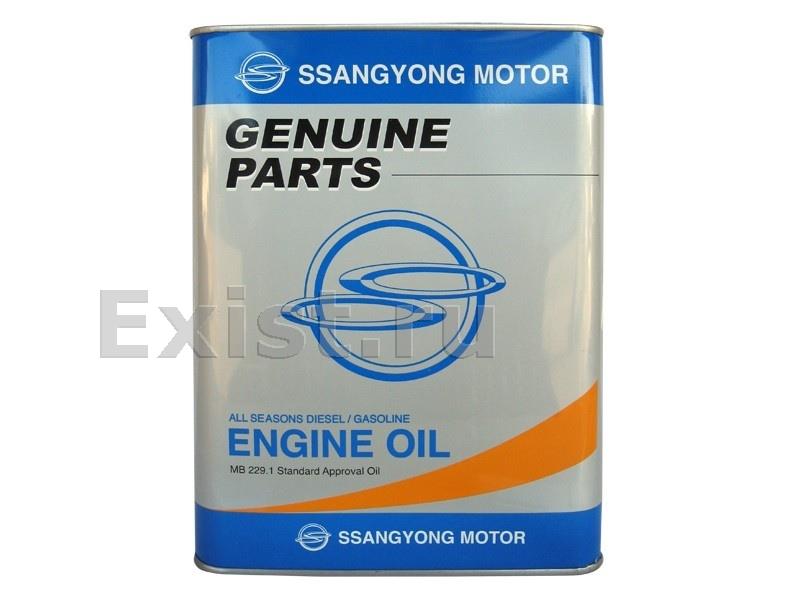 SSANGYONG MOTOR
GENUINE
PARTS
Exist.ru
ALL SEASONS DIESEL / GASOLINE
ENGINE OIL
MB 229.1 Standard Approval Oil
SSANGYONG MOTOR